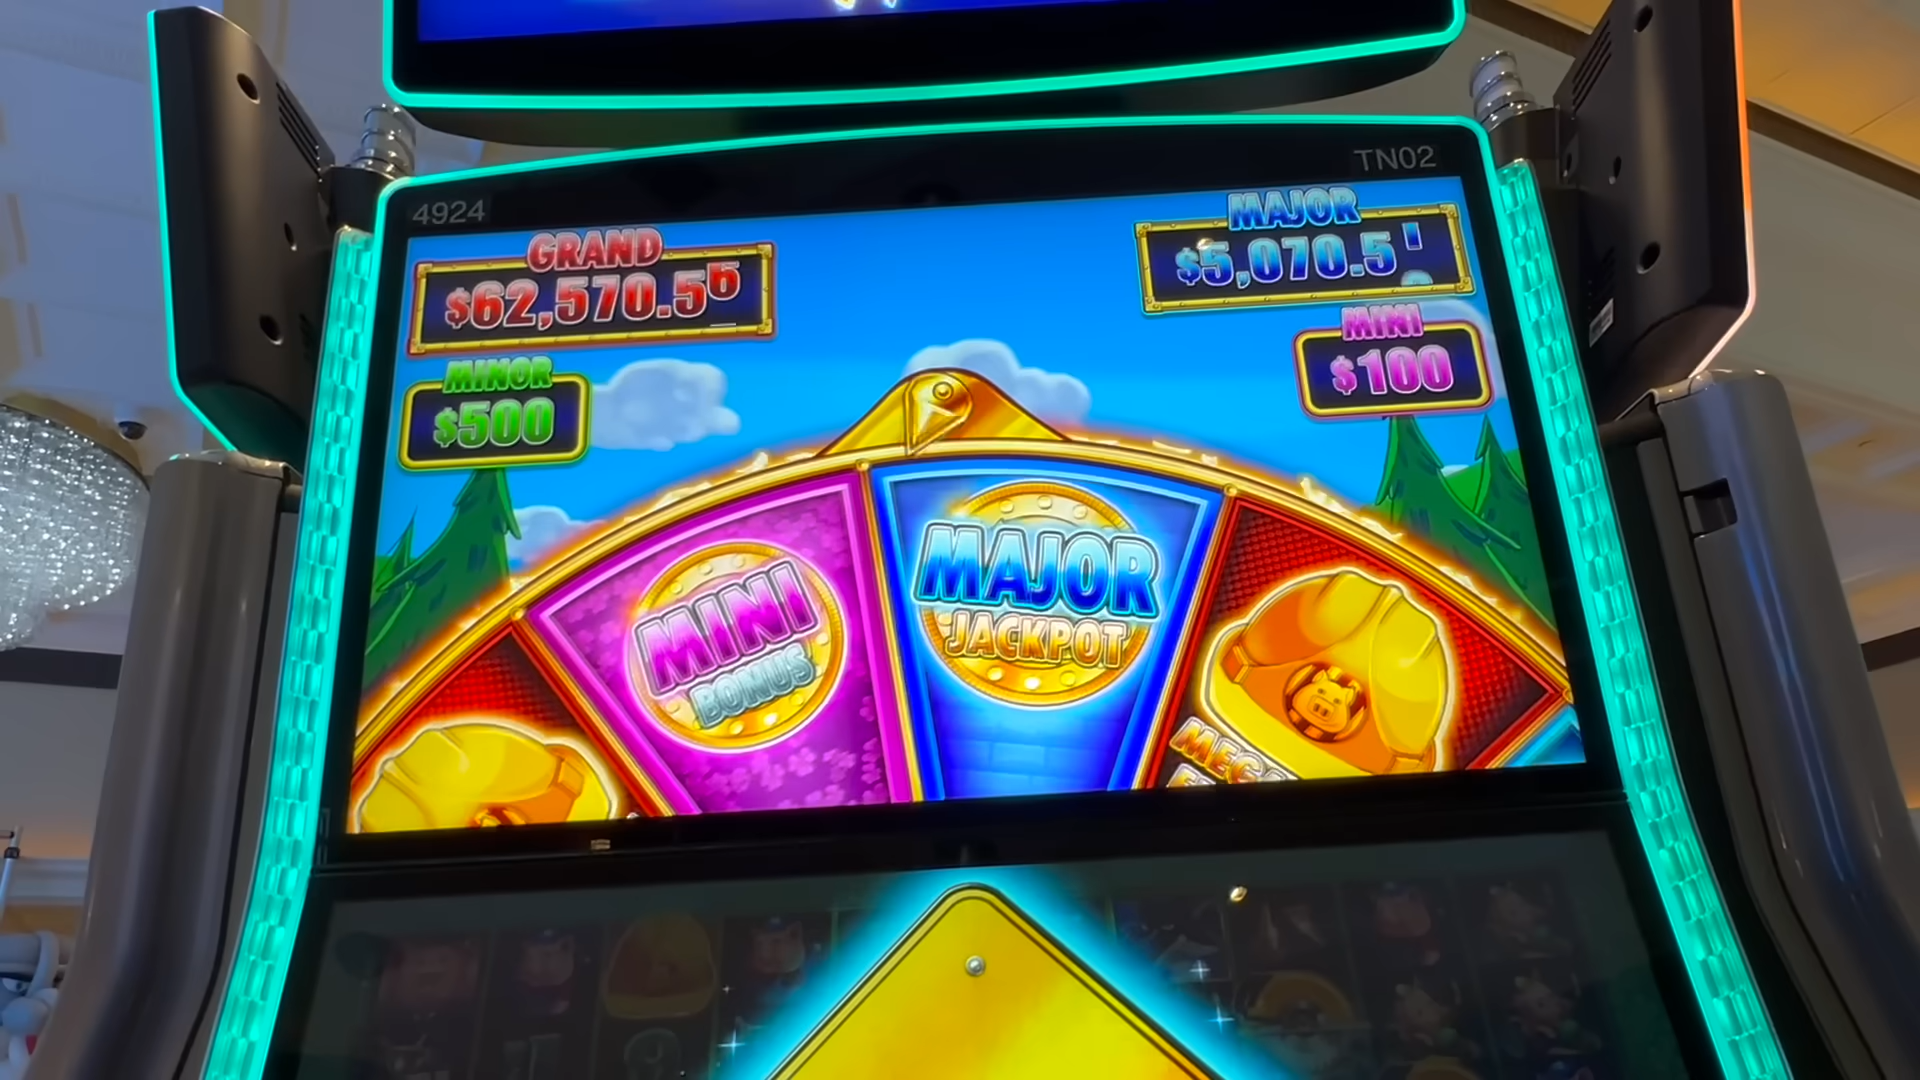 4924
TN02
GRAND
$62,570.5
MAJOR
$5,070.5
MINOR
$500
MINI
$100
MINI
BONUS
MAJOR
JACKPOT